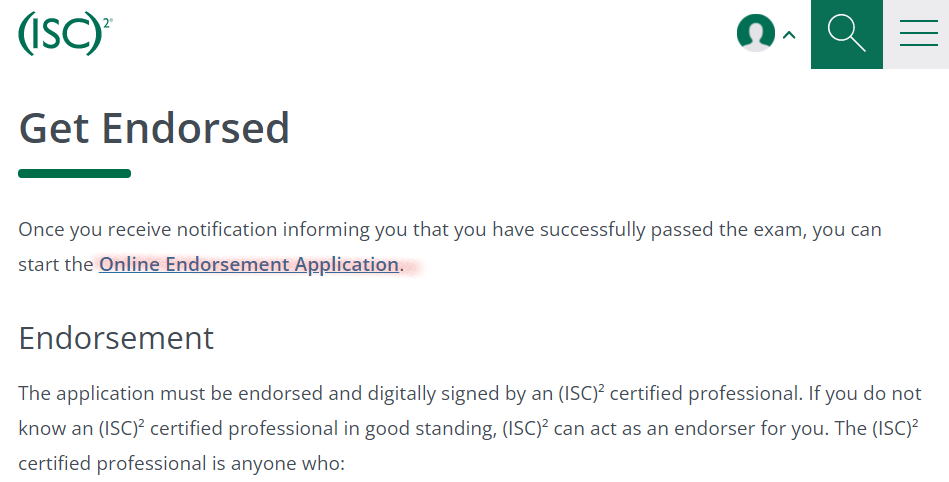 (ISC)²®
Get Endorsed
Once you receive notification informing you that you have successfully passed the exam, you can
start the Online Endorsement Application.
Endorsement
The application must be endorsed and digitally signed by an (ISC)² certified professional. If you do not
know an (ISC)² certified professional in good standing, (ISC)² can act as an endorser for you. The (ISC)²
certified professional is anyone who: